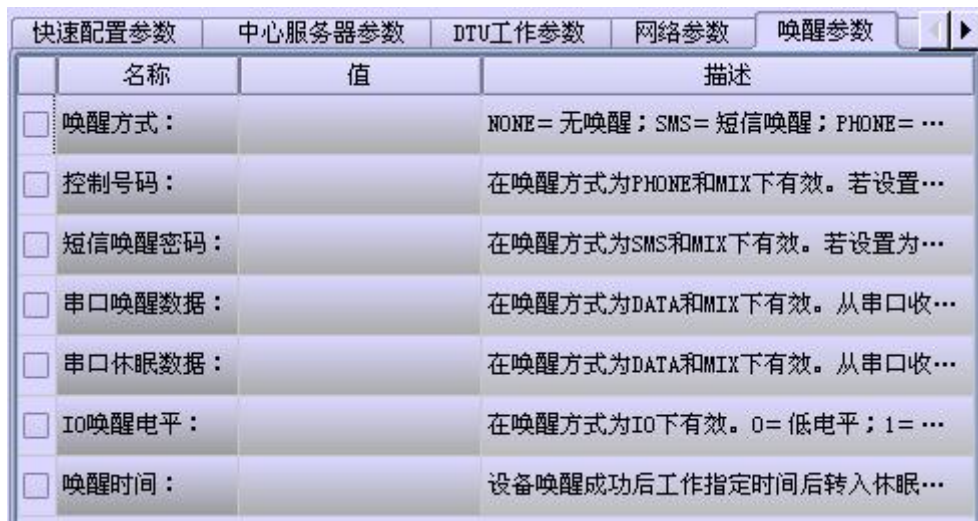 快速配置参数 中心服务器参数 DTU工作参数 网络参数 唤醒参数
名称 值 描述
唤醒方式： NONE=无唤醒；SMS=短信唤醒；PHONE=…
控制号码： 在唤醒方式为PHONE和MIX下有效。若设置…
短信唤醒密码： 在唤醒方式为SMS和MIX下有效。若设置为…
串口唤醒数据： 在唤醒方式为DATA和MIX下有效。从串口收…
串口休眠数据： 在唤醒方式为DATA和MIX下有效。从串口收…
IO唤醒电平： 在唤醒方式为IO下有效。0=低电平；1=…
唤醒时间： 设备唤醒成功后工作指定时间后转入休眠…